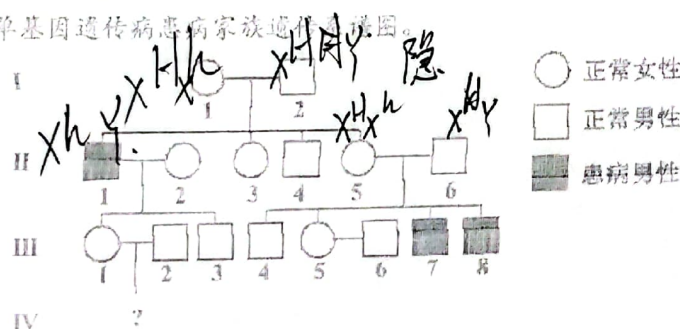 单基因遗传病患病家族遗传系谱图。
I
X^H X^h
X^H Y
隐
正常女性
1
2
正常男性
X^h Y.
X^H X^h
X^H Y
II
患病男性
1 2 3 4 5 6
III
1 2 3 4 5 6 7 8
IV
?